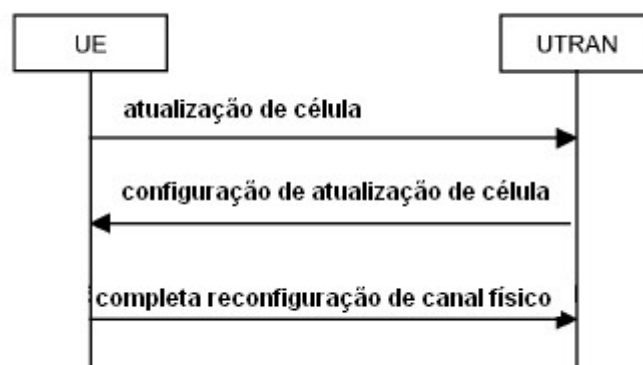 UE
UTRAN
atualização de célula
configuração de atualização de célula
completa reconfiguração de canal físico